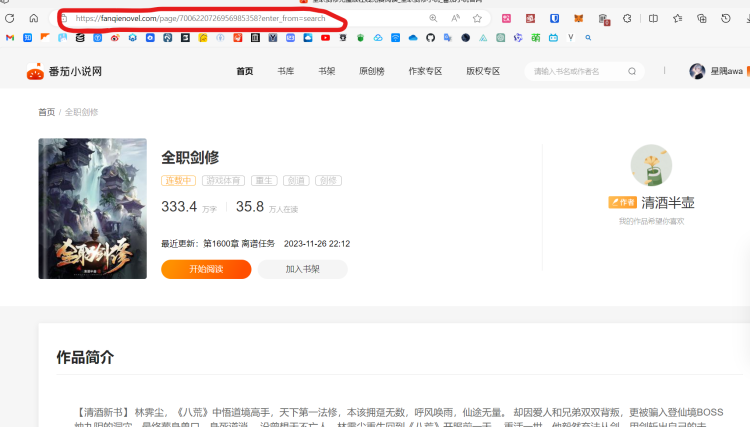 https://fanqienovel.com/page/7006220726956985358?enter_from=search
番茄小说网
首页 书库 书架 原创榜 作家专区 版权专区
请输入书名或作者名
星隅awa
首页 / 全职剑修
全职剑修
连载中 游戏体育 重生 剑道 剑修
333.4 万字 35.8 万人在读
最近更新：第1600章 离谱任务 2023-11-26 22:12
开始阅读 加入书架
全职剑修
作者 清酒半壶
我的作品希望你喜欢
作品简介
【清酒新书】 林霁尘，《八荒》中悟道境高手，天下第一法修，本该拥趸无数，呼风唤雨，仙途无量。 却因爱人和兄弟双双背叛，更被骗入登仙境BOSS